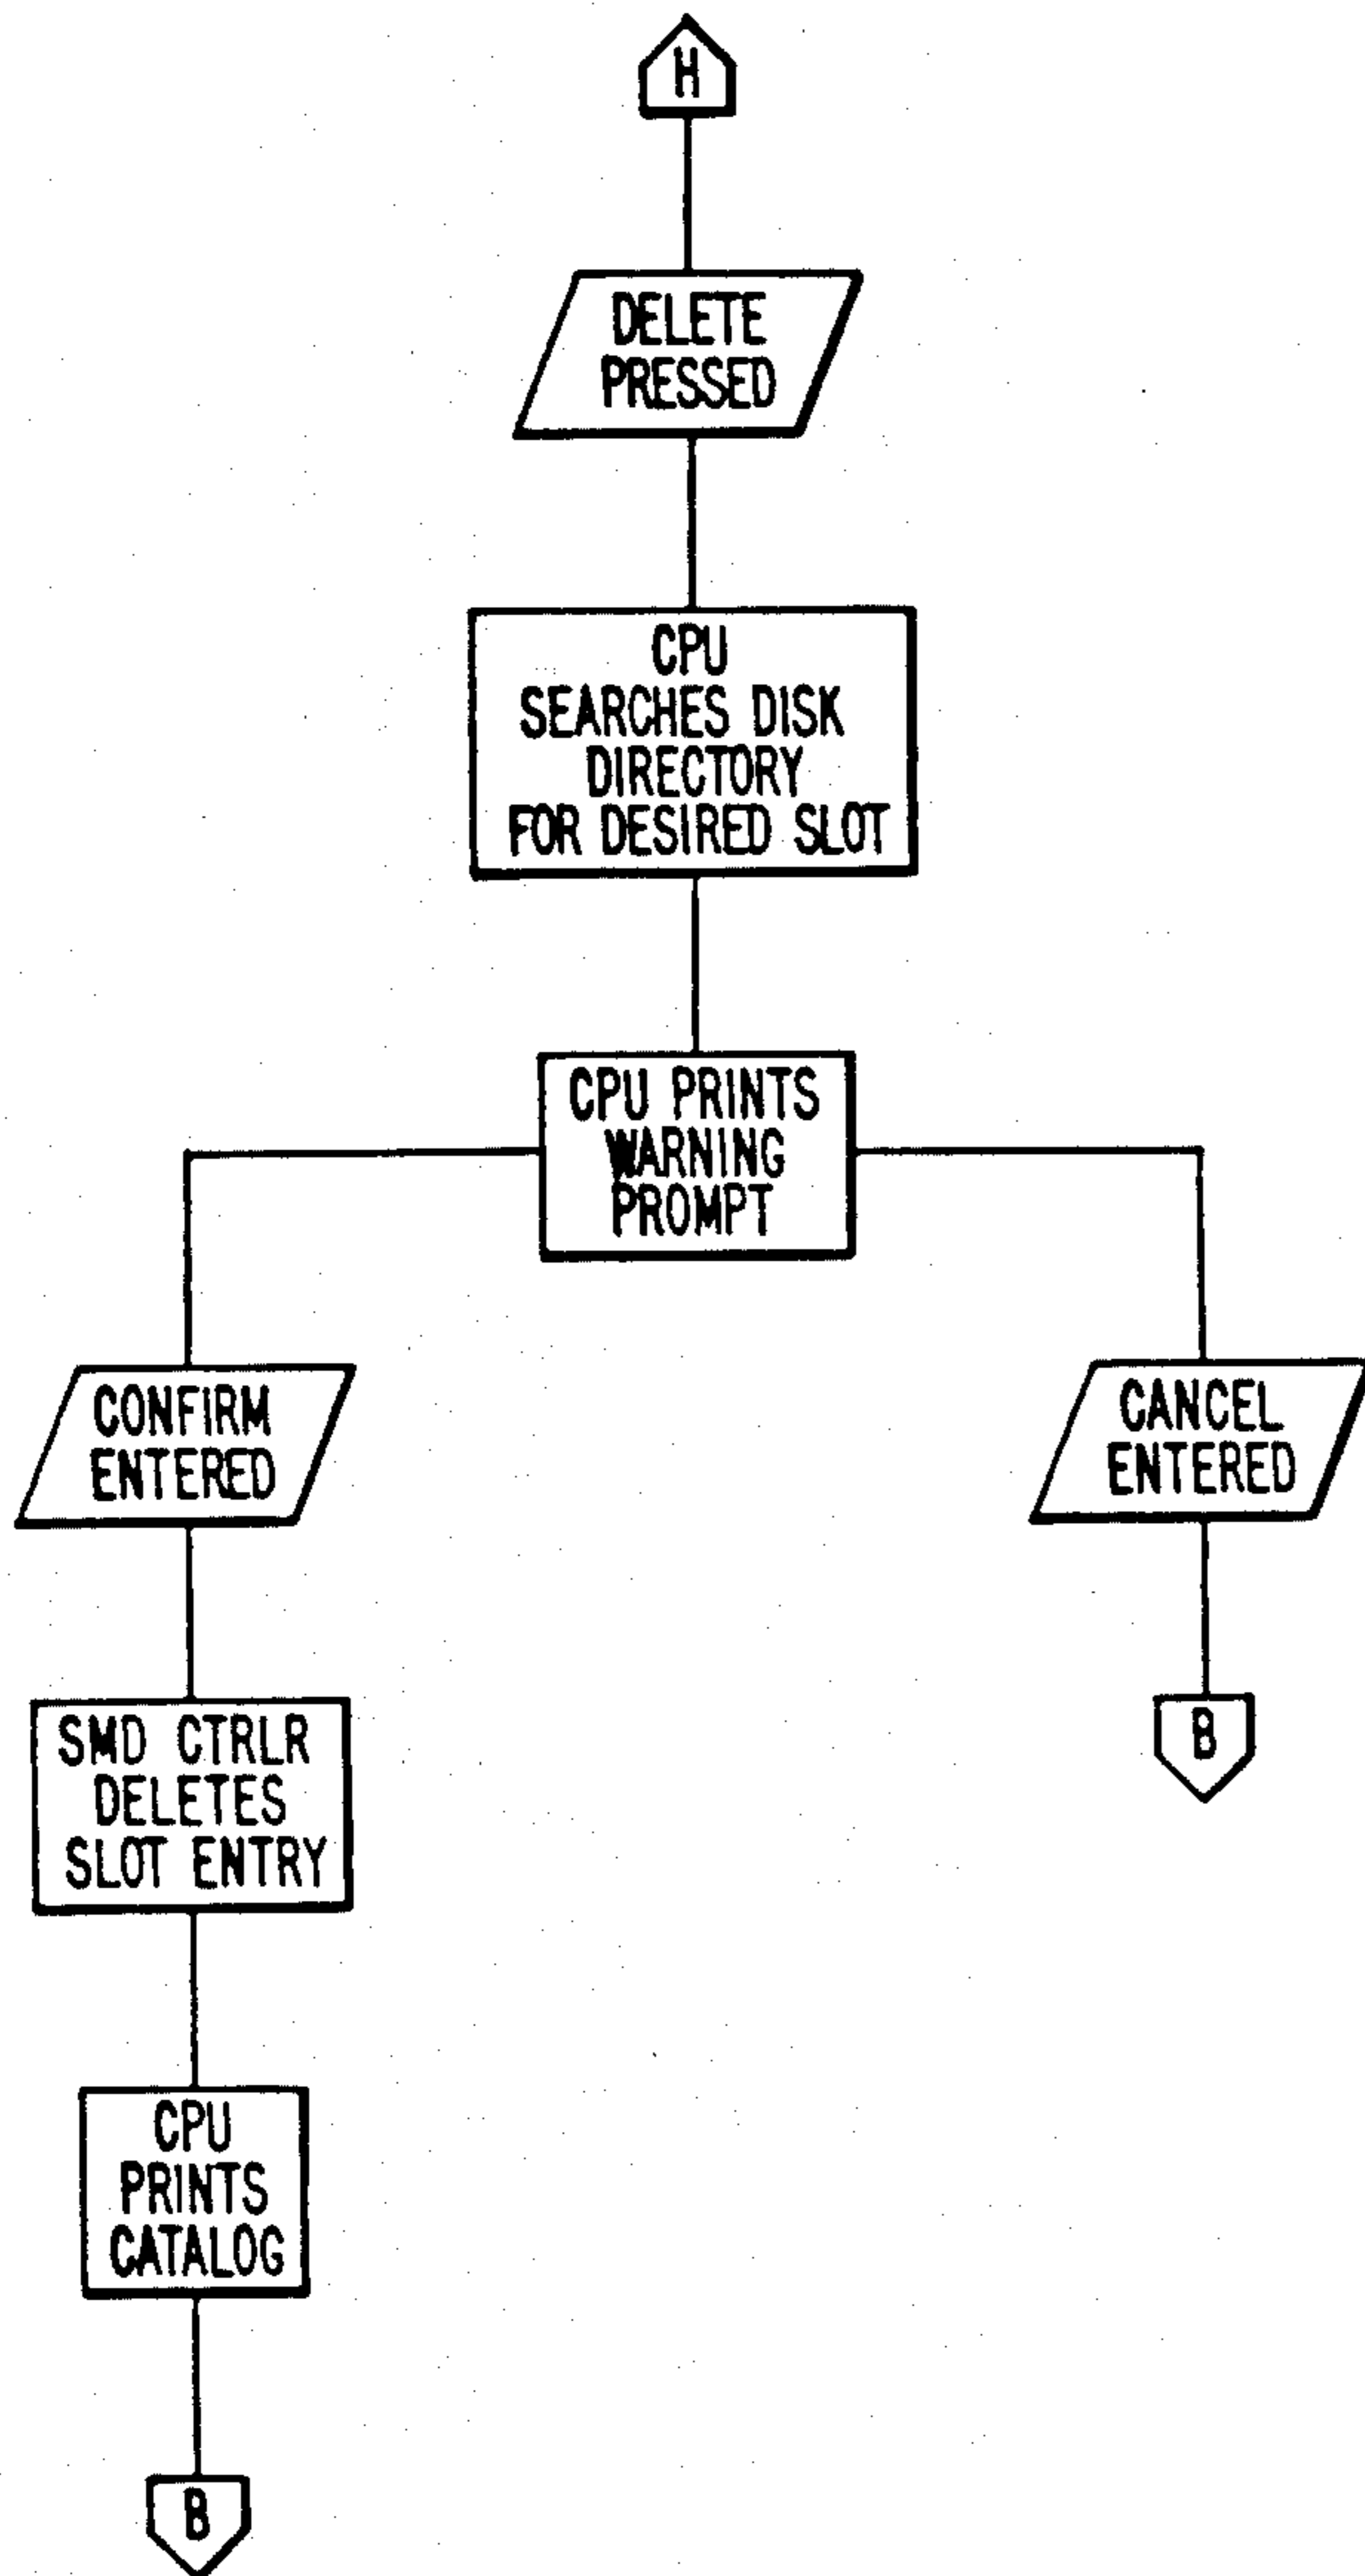 H
DELETE
PRESSED
CPU
SEARCHES DISK
DIRECTORY
FOR DESIRED SLOT
CPU PRINTS
WARNING
PROMPT
CONFIRM
ENTERED
CANCEL
ENTERED
SMD CTRLR
DELETES
SLOT ENTRY
B
CPU
PRINTS
CATALOG
B